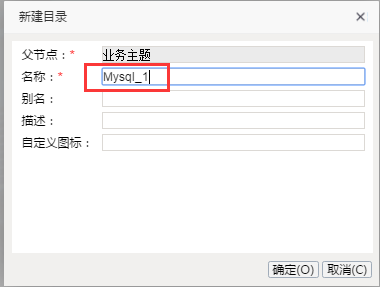 新建目录
父节点：* 业务主题
名称：* Mysql_1
别名：
描述：
自定义图标：
确定(O) 取消(C)